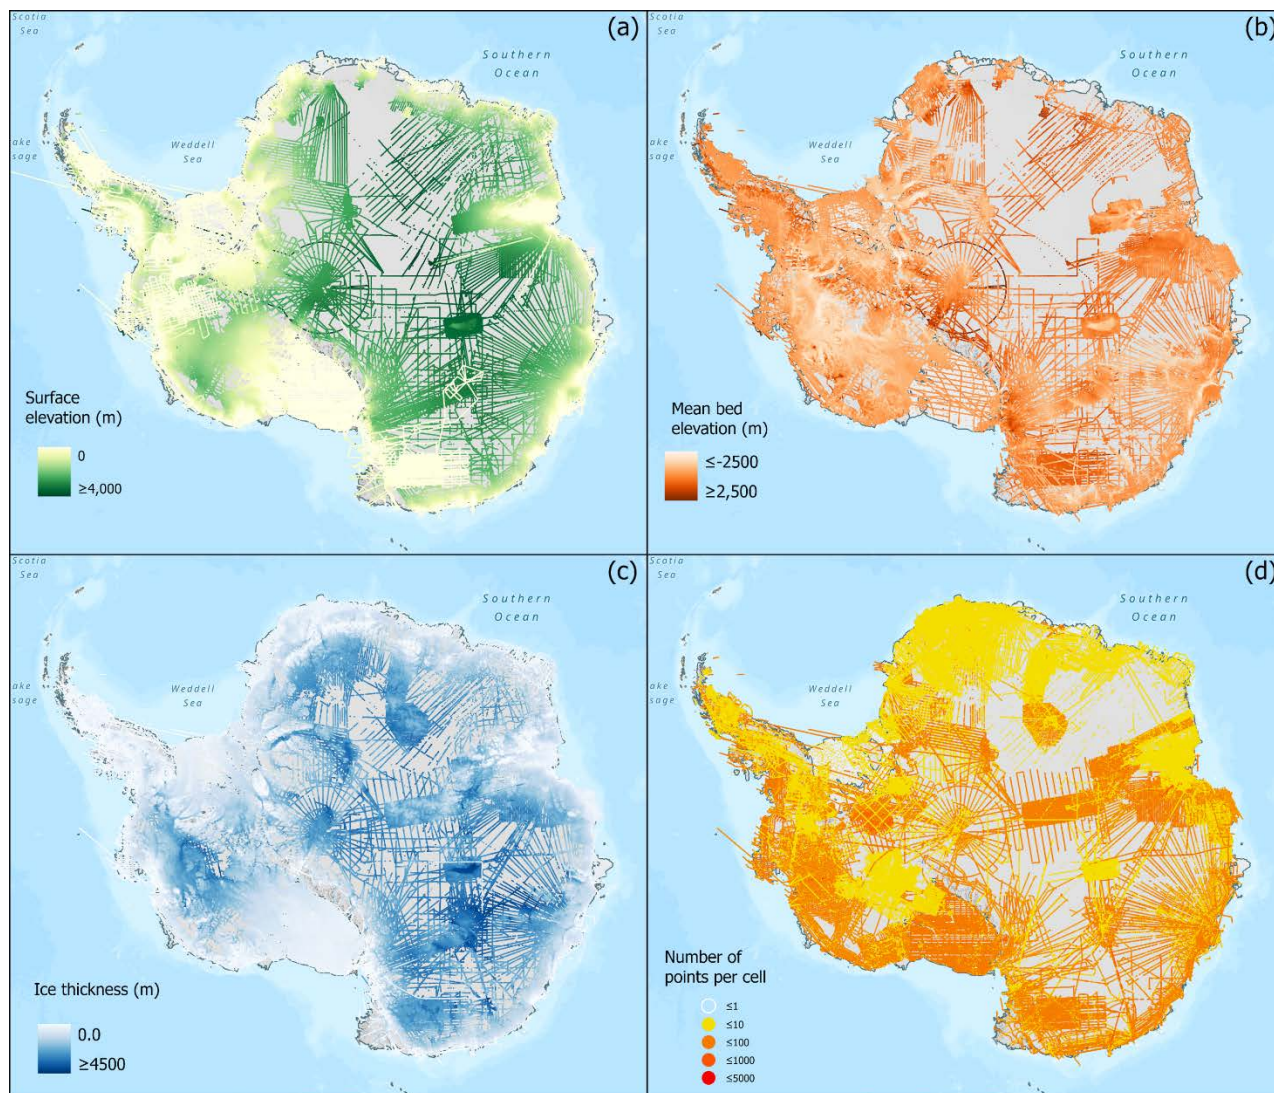 Scotia
Sea
(a)
Southern
Ocean
ake
ssage
Weddell
Sea
Surface
elevation (m)
0
≥4,000
Scotia
Sea
(b)
Southern
Ocean
ake
ssage
Weddell
Sea
Mean bed
elevation (m)
≤-2500
≥2,500
Scotia
Sea
(c)
Southern
Ocean
ake
sage
Weddell
Sea
Ice thickness (m)
0.0
≥4500
Scotia
Sea
(d)
Southern
Ocean
ake
sage
Weddell
Sea
Number of
points per cell
≤1
≤10
≤100
≤1000
≤5000